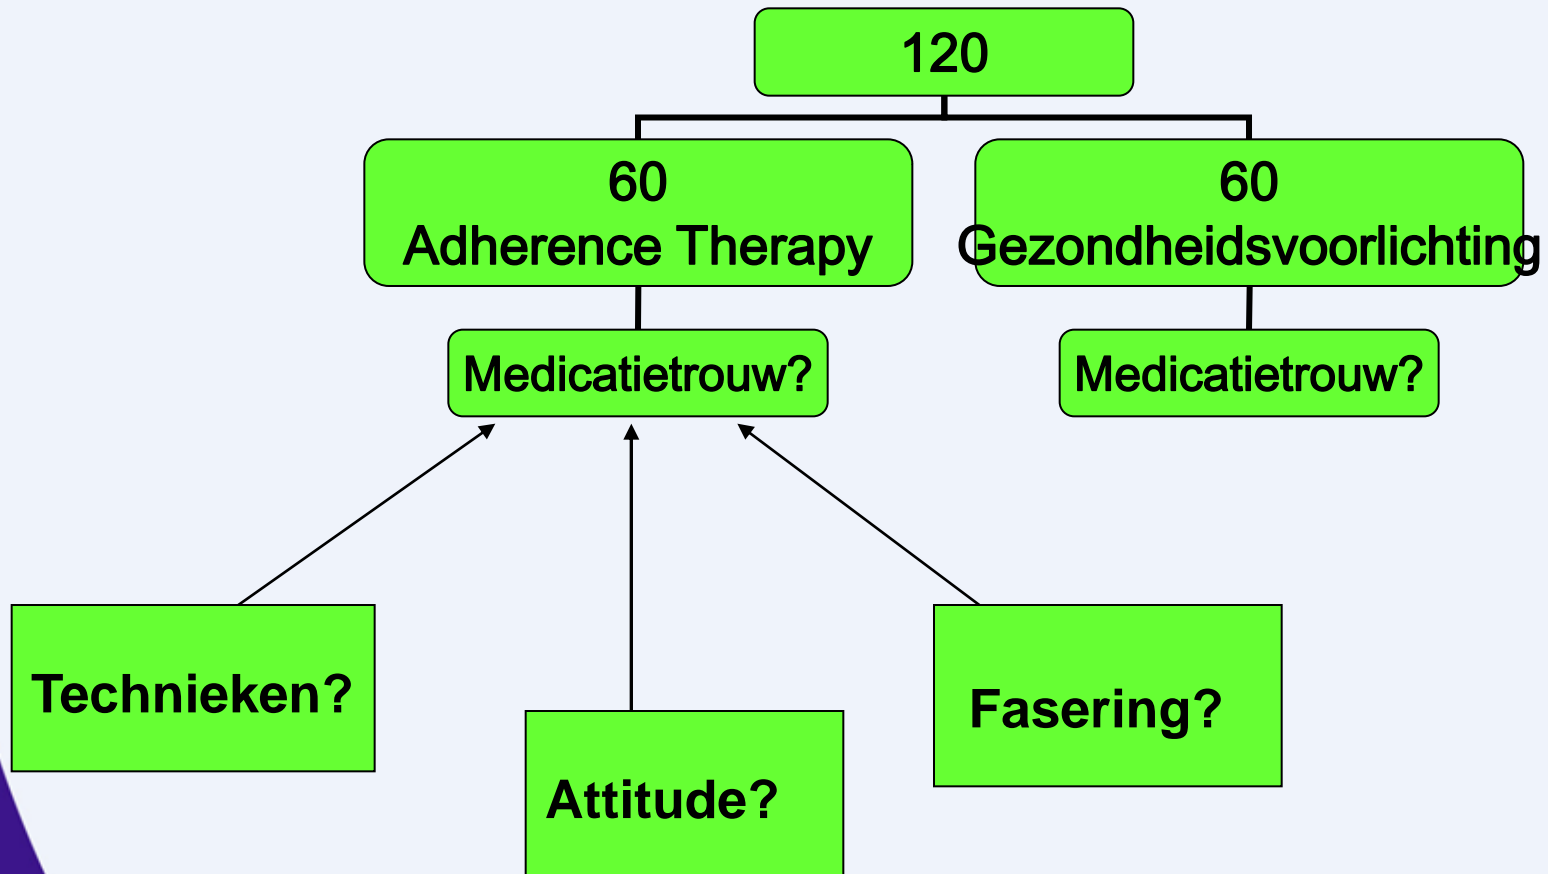 120
60
Adherence Therapy
60
Gezondheidsvoorlichting
Medicatietrouw?
Medicatietrouw?
Technieken?
Attitude?
Fasering?